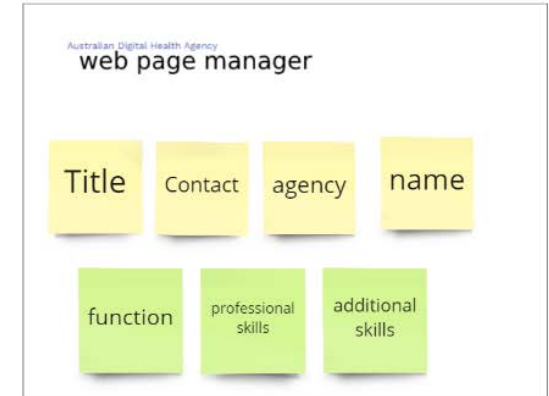 Australian Digital Health Agency
web page manager
Title
Contact
agency
name
function
professional
skills
additional
skills